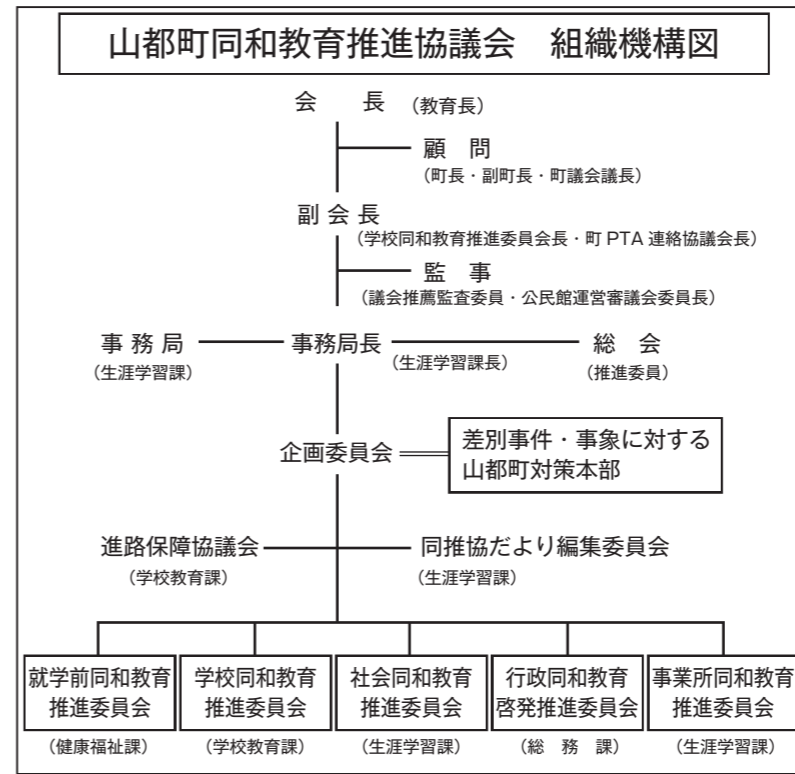 山都町同和教育推進協議会　組織機構図
会　　長（教育長）
顧　問
（町長・副町長・町議会議長）
副 会 長
（学校同和教育推進委員会長・町 PTA 連絡協議会長）
監　事
（議会推薦監査委員・公民館運営審議会委員長）
事 務 局　事務局長　総　会
（生涯学習課）（生涯学習課長）（推進委員）
企画委員会
差別事件・事象に対する
山都町対策本部
進路保障協議会　同推協だより編集委員会
（学校教育課）（生涯学習課）
就学前同和教育
推進委員会
（健康福祉課）
学校同和教育
推進委員会
（学校教育課）
社会同和教育
推進委員会
（生涯学習課）
行政同和教育
啓発推進委員会
（総　務　課）
事業所同和教育
推進委員会
（生涯学習課）